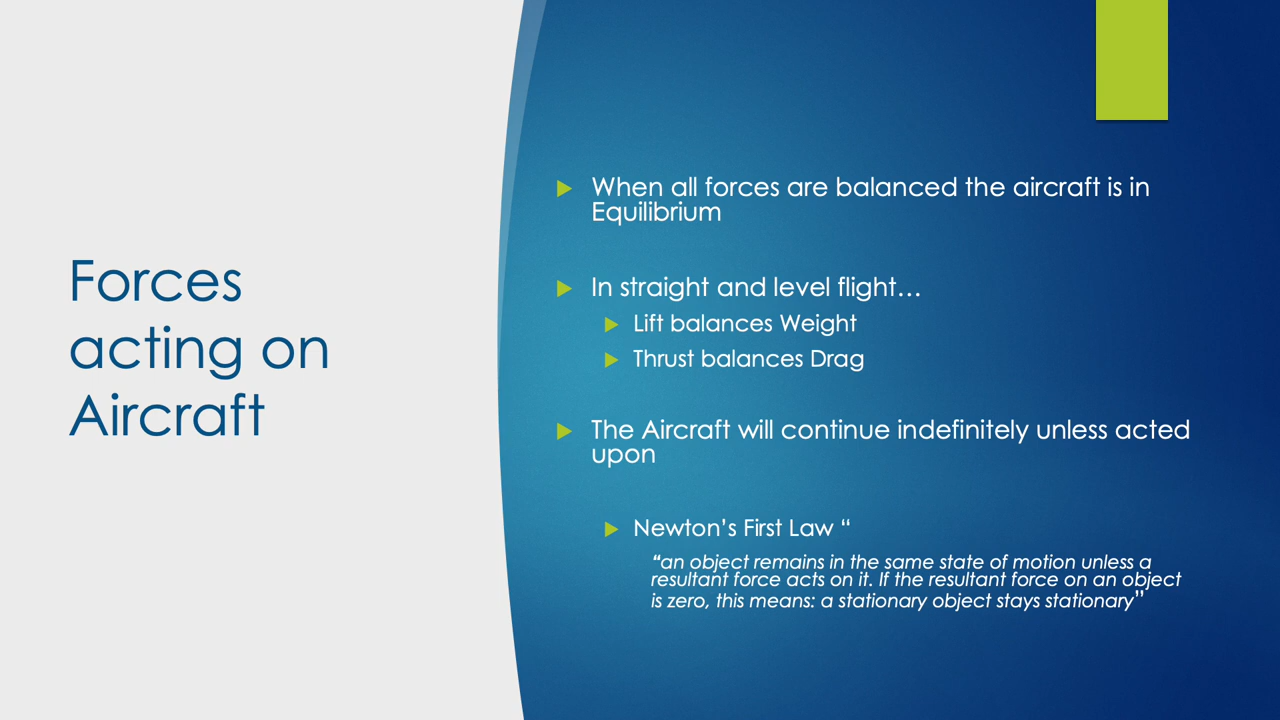 Forces
acting on
Aircraft
When all forces are balanced the aircraft is in
Equilibrium
In straight and level flight…
Lift balances Weight
Thrust balances Drag
The Aircraft will continue indefinitely unless acted
upon
Newton’s First Law “
“an object remains in the same state of motion unless a
resultant force acts on it. If the resultant force on an object
is zero, this means: a stationary object stays stationary”